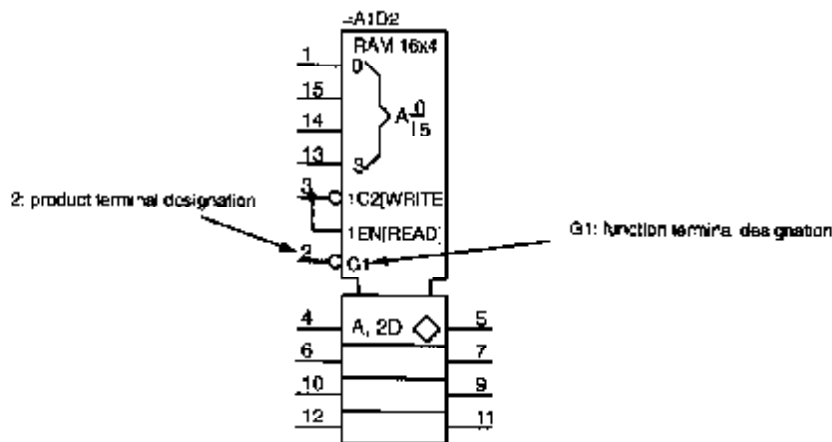 =A1D2
RAM 16x4
1 0
15
A 0/15
14
13 3
3 1C2[WRITE
2: product terminal designation
1EN[READ]
G1: function terminal designation
2 G1
4 A, 2D 5
6 7
10 9
12 11